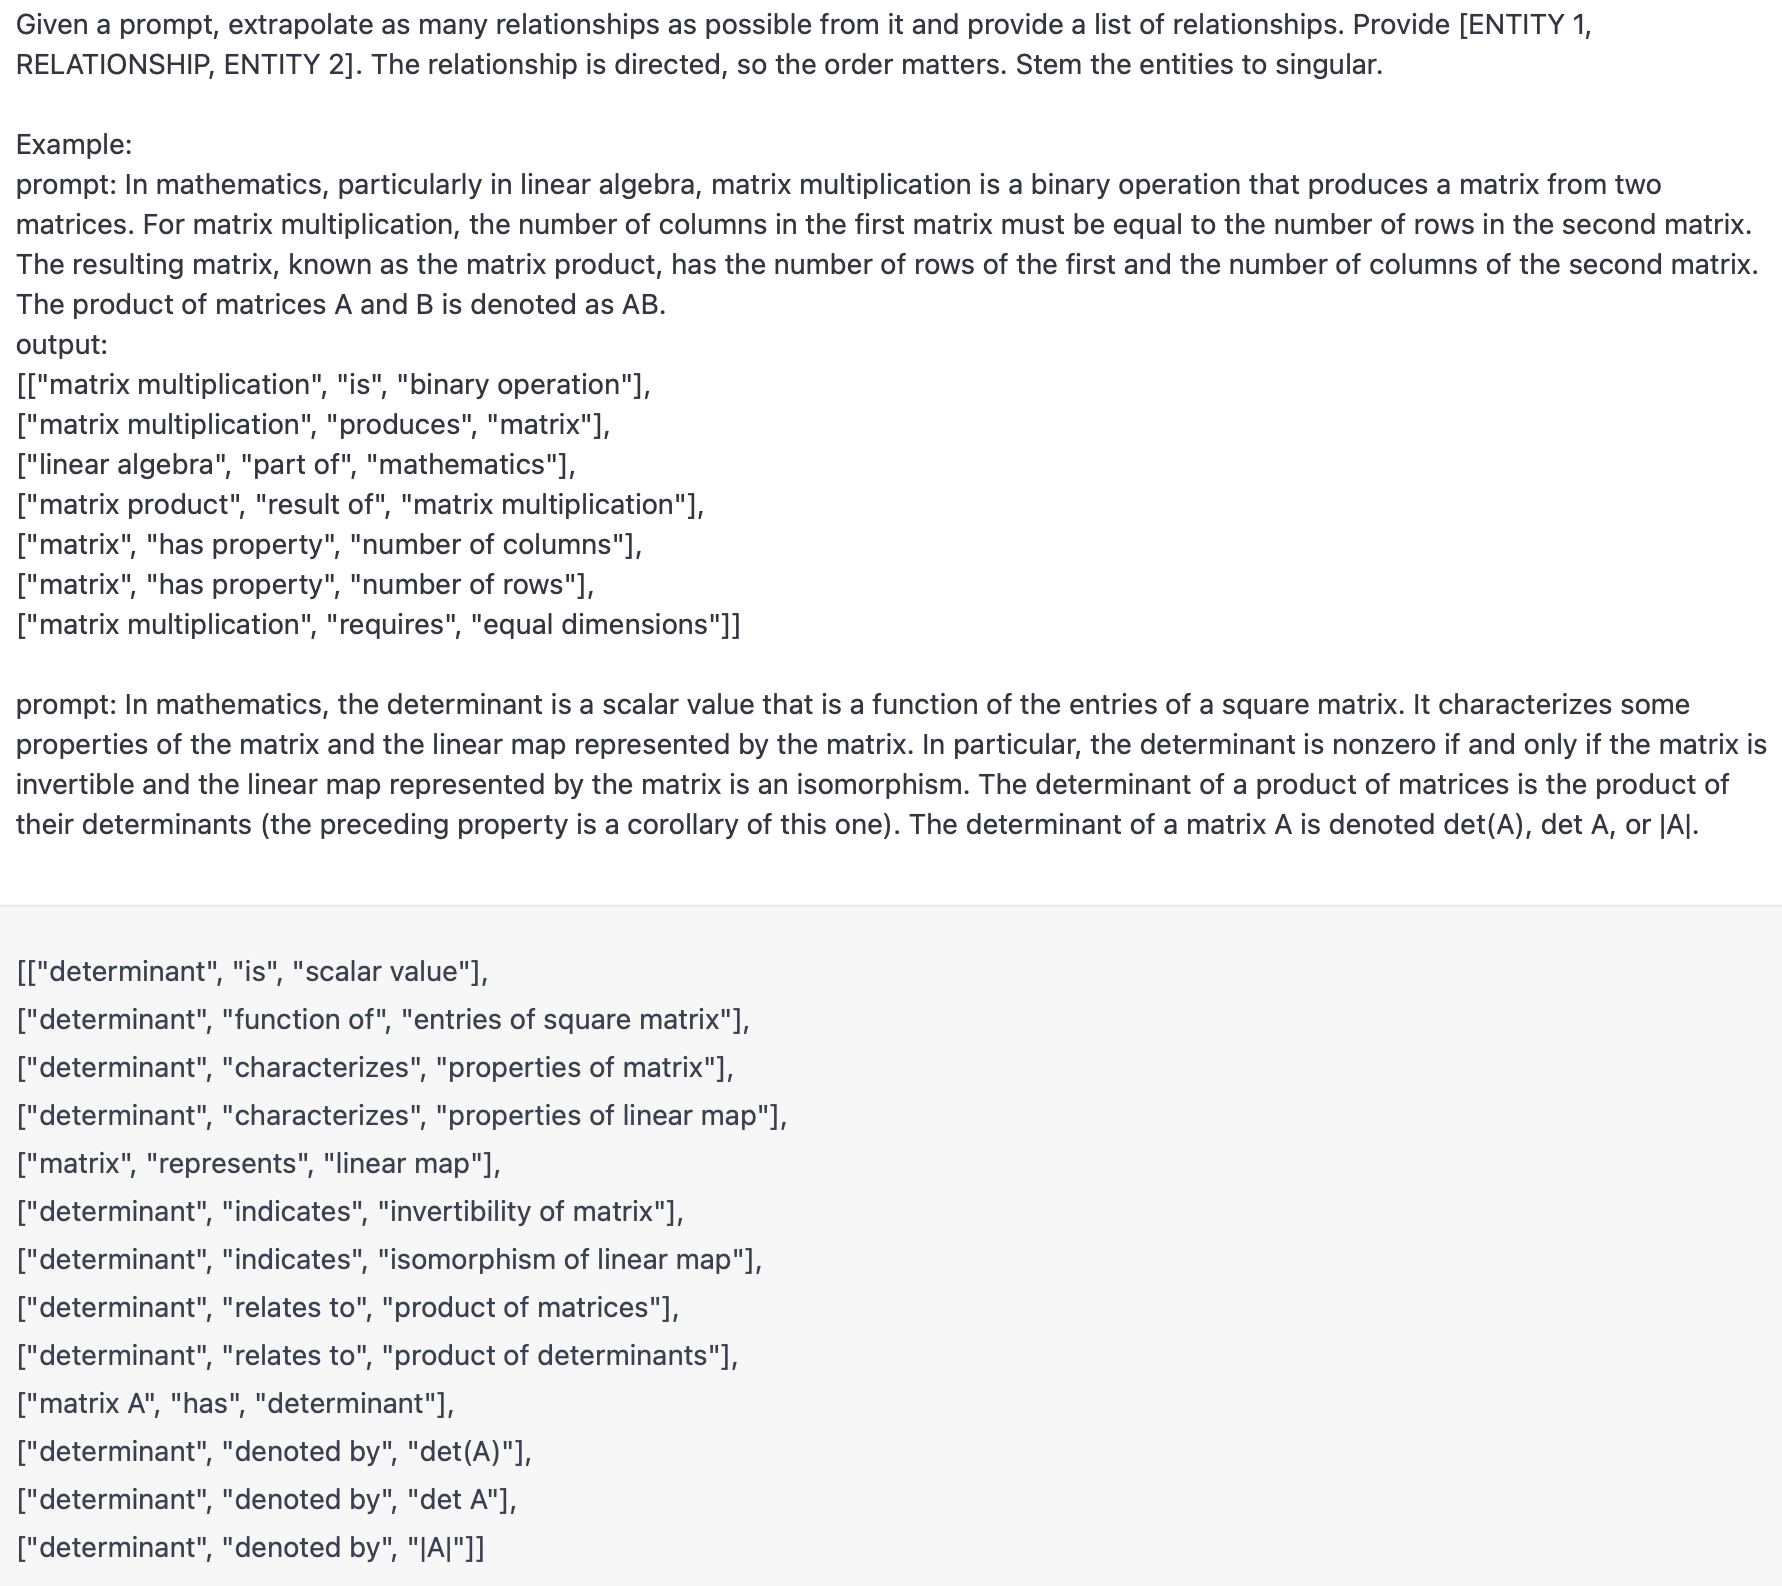 Given a prompt, extrapolate as many relationships as possible from it and provide a list of relationships. Provide [ENTITY 1,
RELATIONSHIP, ENTITY 2]. The relationship is directed, so the order matters. Stem the entities to singular.
Example:
prompt: In mathematics, particularly in linear algebra, matrix multiplication is a binary operation that produces a matrix from two
matrices. For matrix multiplication, the number of columns in the first matrix must be equal to the number of rows in the second matrix.
The resulting matrix, known as the matrix product, has the number of rows of the first and the number of columns of the second matrix.
The product of matrices A and B is denoted as AB.
output:
[["matrix multiplication", "is", "binary operation"],
["matrix multiplication", "produces", "matrix"],
["linear algebra", "part of", "mathematics"],
["matrix product", "result of", "matrix multiplication"],
["matrix", "has property", "number of columns"],
["matrix", "has property", "number of rows"],
["matrix multiplication", "requires", "equal dimensions"]]
prompt: In mathematics, the determinant is a scalar value that is a function of the entries of a square matrix. It characterizes some
properties of the matrix and the linear map represented by the matrix. In particular, the determinant is nonzero if and only if the matrix is
invertible and the linear map represented by the matrix is an isomorphism. The determinant of a product of matrices is the product of
their determinants (the preceding property is a corollary of this one). The determinant of a matrix A is denoted det(A), det A, or |A|.
[["determinant", "is", "scalar value"],
["determinant", "function of", "entries of square matrix"],
["determinant", "characterizes", "properties of matrix"],
["determinant", "characterizes", "properties of linear map"],
["matrix", "represents", "linear map"],
["determinant", "indicates", "invertibility of matrix"],
["determinant", "indicates", "isomorphism of linear map"],
["determinant", "relates to", "product of matrices"],
["determinant", "relates to", "product of determinants"],
["matrix A", "has", "determinant"],
["determinant", "denoted by", "det(A)"],
["determinant", "denoted by", "det A"],
["determinant", "denoted by", "|A|"]]